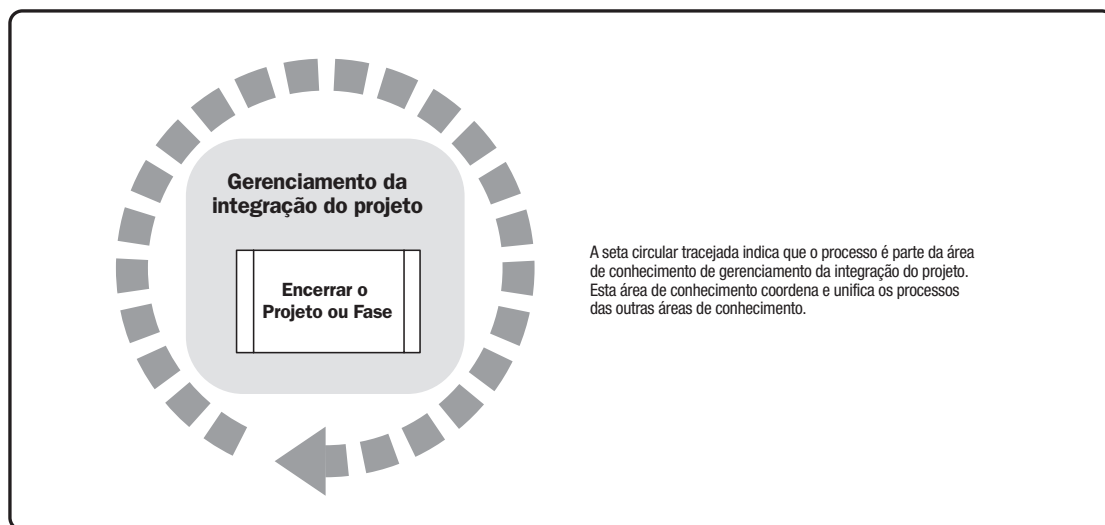 Gerenciamento da
integração do projeto
Encerrar o
Projeto ou Fase
A seta circular tracejada indica que o processo é parte da área
de conhecimento de gerenciamento da integração do projeto.
Esta área de conhecimento coordena e unifica os processos
das outras áreas de conhecimento.